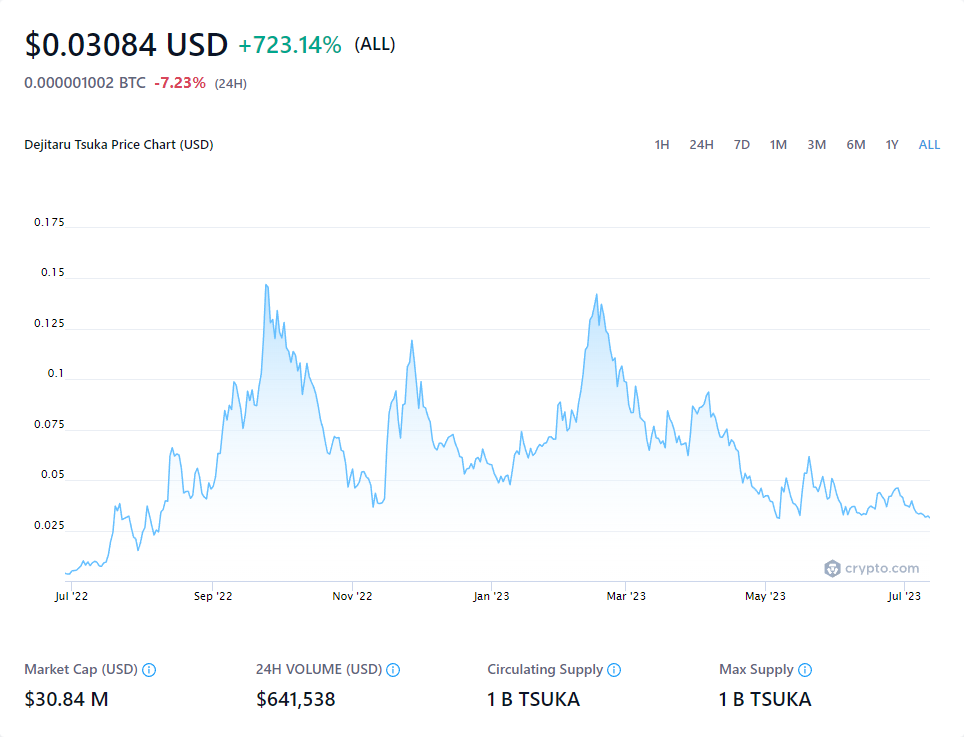 $0.03084 USD +723.14% (ALL)
0.000001002 BTC -7.23% (24H)
Dejitaru Tsuka Price Chart (USD) 1H 24H 7D 1M 3M 6M 1Y ALL
0.175
0.15
0.125
0.1
0.075
0.05
0.025
crypto.com
Jul '22 Sep '22 Nov '22 Jan '23 Mar '23 May '23 Jul '23
Market Cap (USD) 24H VOLUME (USD) Circulating Supply Max Supply
$30.84 M $641,538 1 B TSUKA 1 B TSUKA